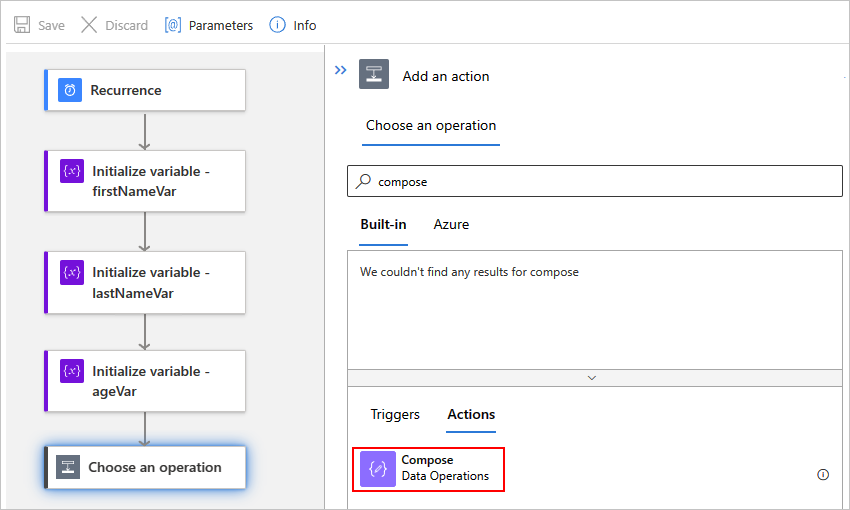 Save Discard [@] Parameters Info
Recurrence
{x} Initialize variable -
firstNameVar
{x} Initialize variable -
lastNameVar
{x} Initialize variable -
ageVar
Choose an operation
Add an action
Choose an operation
compose
Built-in Azure
We couldn't find any results for compose
Triggers Actions
Compose
Data Operations